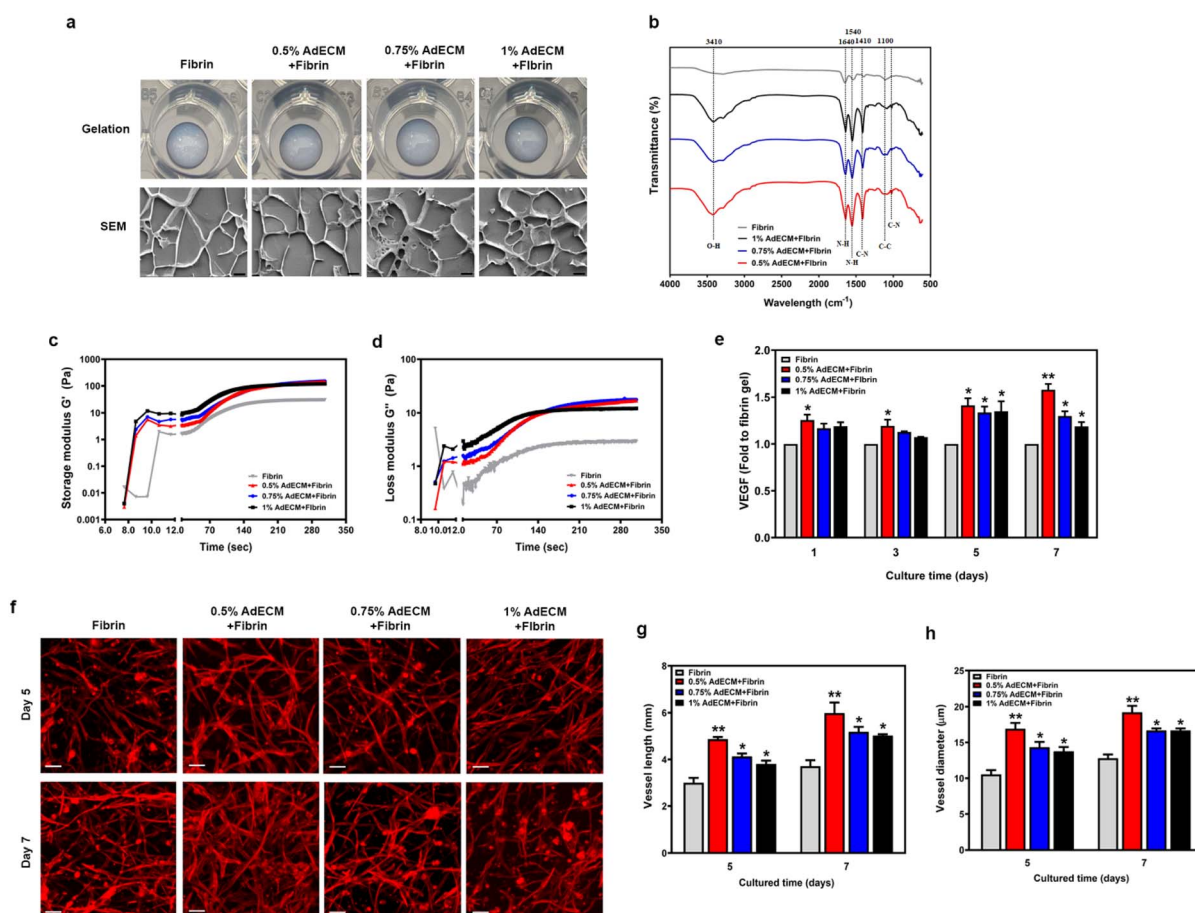 a
Fibrin
0.5% AdECM
+Fibrin
0.75% AdECM
+Fibrin
1% AdECM
+FIbrin
Gelation
SEM
b
3410
1640
1540
1410
1100
Transmittance (%)
O-H
N-H
N-H
C-N
C-C
C-N
Fibrin
1% AdECM+FIbrin
0.75% AdECM+Fibrin
0.5% AdECM+Fibrin
4000 3500 3000 2500 2000 1500 1000 500
Wavelength (cm-1)
c
Storage modulus G' (Pa)
1000
100
10
1
0.1
0.01
0.001
6.0 8.0 10.0 12.0 70 140 210 280 350
Time (sec)
Fibrin
0.5% AdECM+Fibrin
0.75% AdECM+Fibrin
1% AdECM+FIbrin
d
Loss modulus G'' (Pa)
100
10
1
0.1
8.0 10.0 12.0 70 140 210 280 350
Time (sec)
Fibrin
0.5% AdECM+Fibrin
0.75% AdECM+Fibrin
1% AdECM+FIbrin
e
VEGF (Fold to fibrin gel)
2.0
1.5
1.0
0.5
0.0
Fibrin
0.5% AdECM+Fibrin
0.75% AdECM+Fibrin
1% AdECM+Fibrin
* * * * * ** * *
1 3 5 7
Culture time (days)
f
Fibrin
0.5% AdECM
+Fibrin
0.75% AdECM
+Fibrin
1% AdECM
+FIbrin
Day 5
Day 7
g
Vessel length (mm)
8
6
4
2
0
Fibrin
0.5% AdECM+Fibrin
0.75% AdECM+Fibrin
1% AdECM+Fibrin
** * * ** * *
5 7
Cultured time (days)
h
Vessel diameter (μm)
25
20
15
10
5
0
Fibrin
0.5% AdECM+Fibrin
0.75% AdECM+Fibrin
1% AdECM+Fibrin
** * * ** * *
5 7
Cultured time (days)